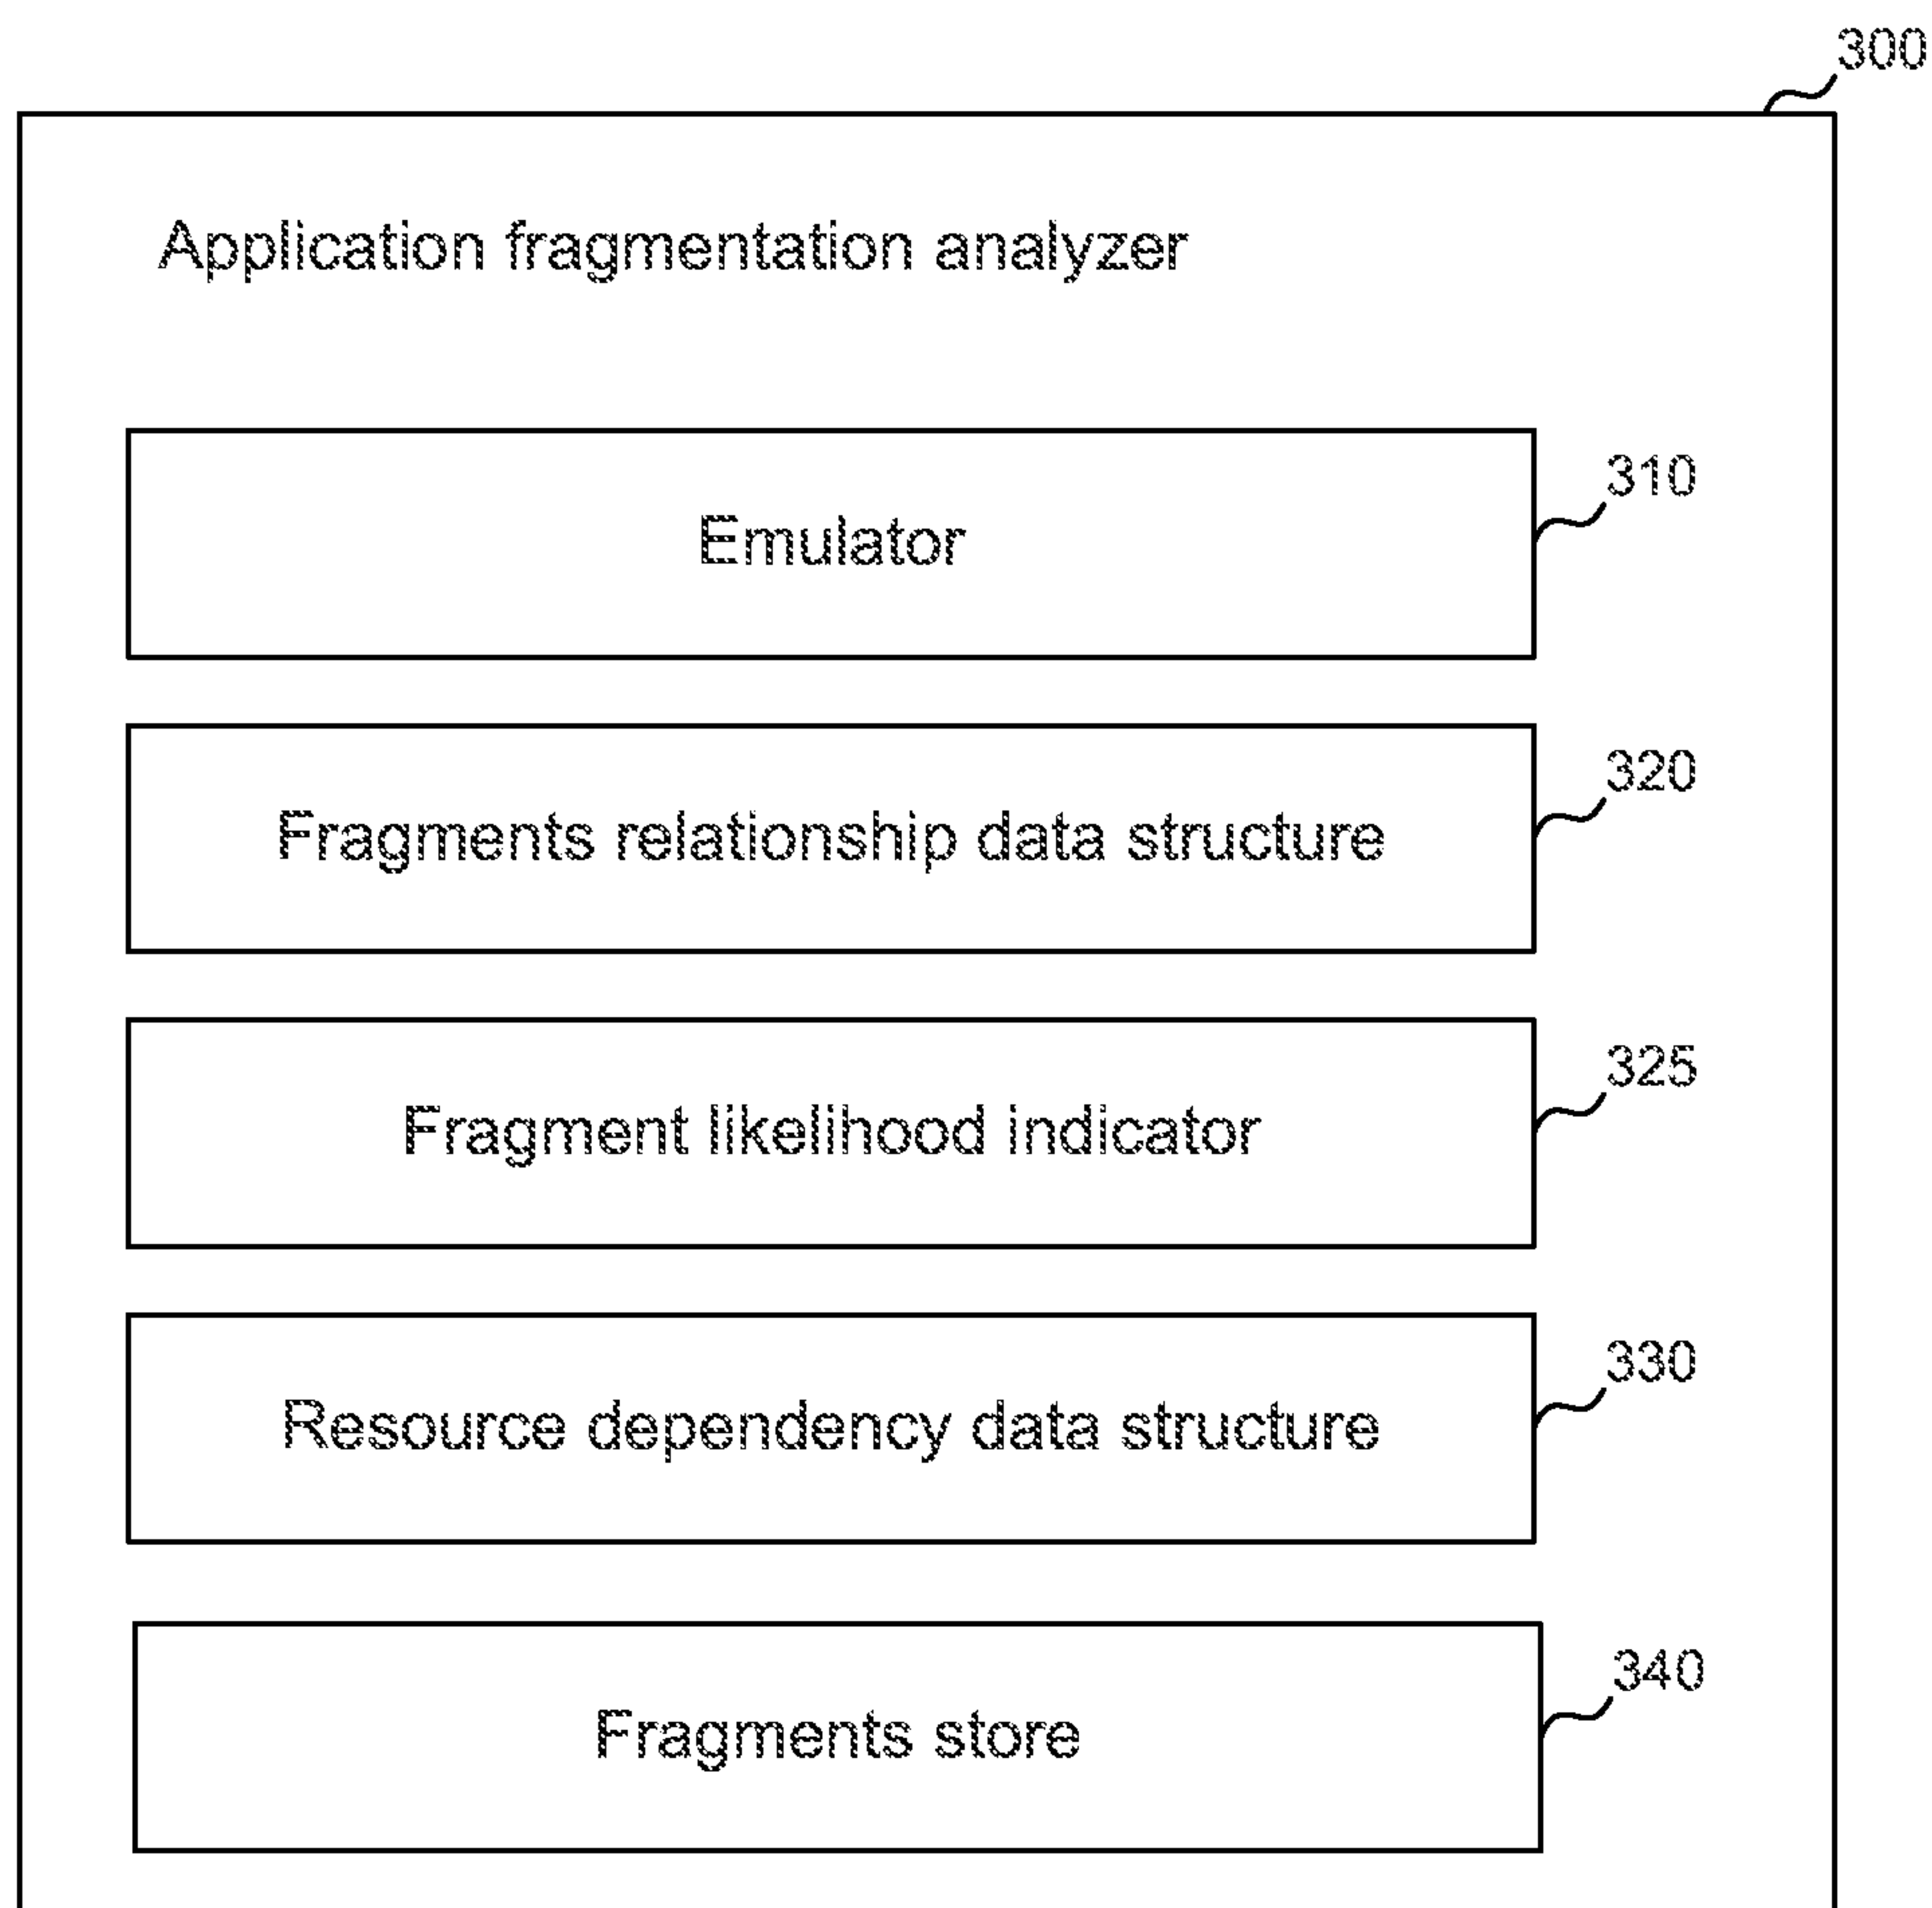 300
Application fragmentation analyzer
310
Emulator
320
Fragments relationship data structure
325
Fragment likelihood indicator
330
Resource dependency data structure
340
Fragments store